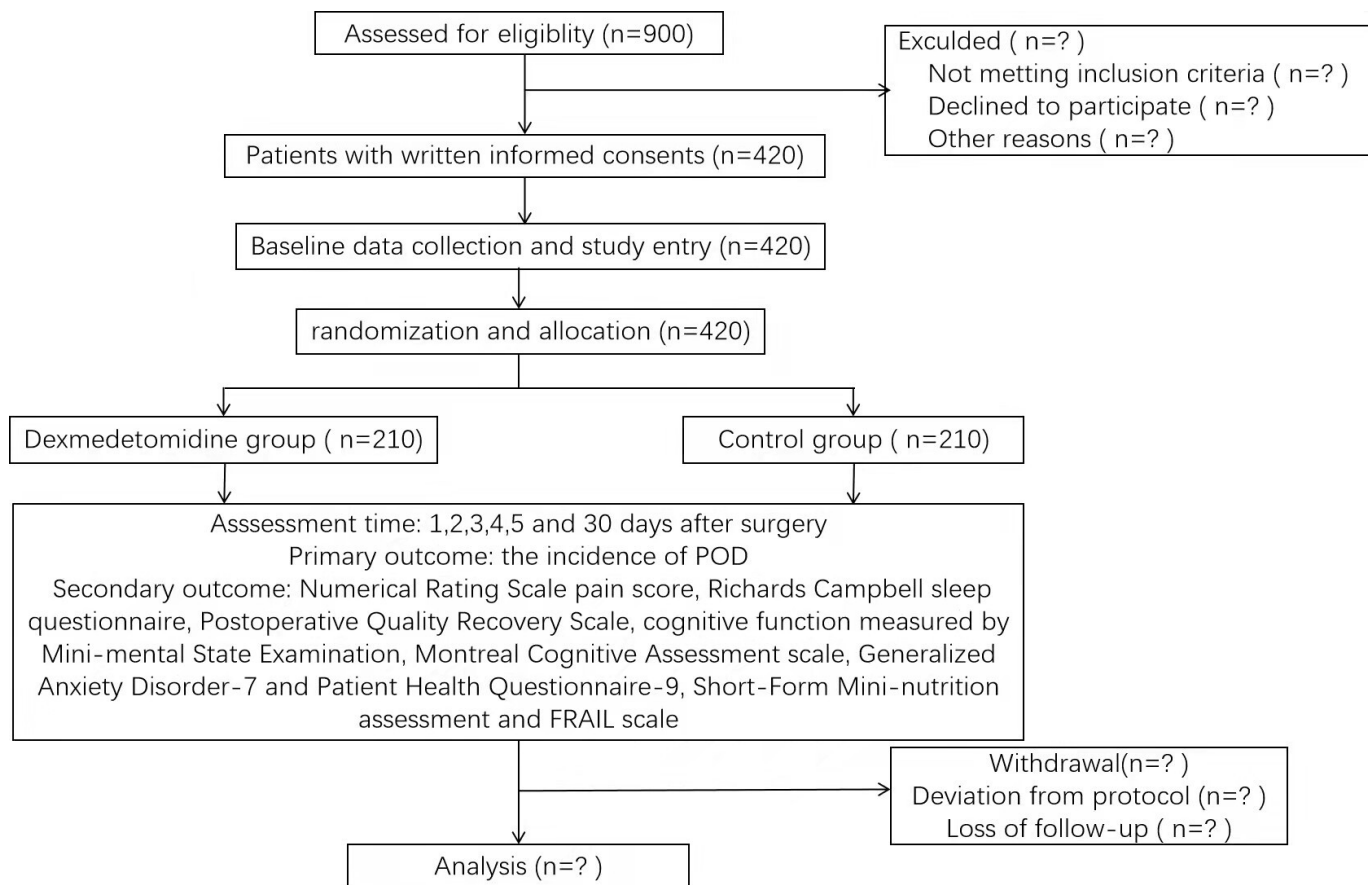 Assessed for eligiblity (n=900)
Exculded ( n=? )
Not metting inclusion criteria ( n=? )
Declined to participate ( n=? )
Other reasons ( n=? )
Patients with written informed consents (n=420)
Baseline data collection and study entry (n=420)
randomization and allocation (n=420)
Dexmedetomidine group ( n=210)
Control group ( n=210)
Asssessment time: 1,2,3,4,5 and 30 days after surgery
Primary outcome: the incidence of POD
Secondary outcome: Numerical Rating Scale pain score, Richards Campbell sleep
questionnaire, Postoperative Quality Recovery Scale, cognitive function measured by
Mini-mental State Examination, Montreal Cognitive Assessment scale, Generalized
Anxiety Disorder-7 and Patient Health Questionnaire-9, Short-Form Mini-nutrition
assessment and FRAIL scale
Withdrawal(n=? )
Deviation from protocol (n=? )
Loss of follow-up ( n=? )
Analysis (n=? )